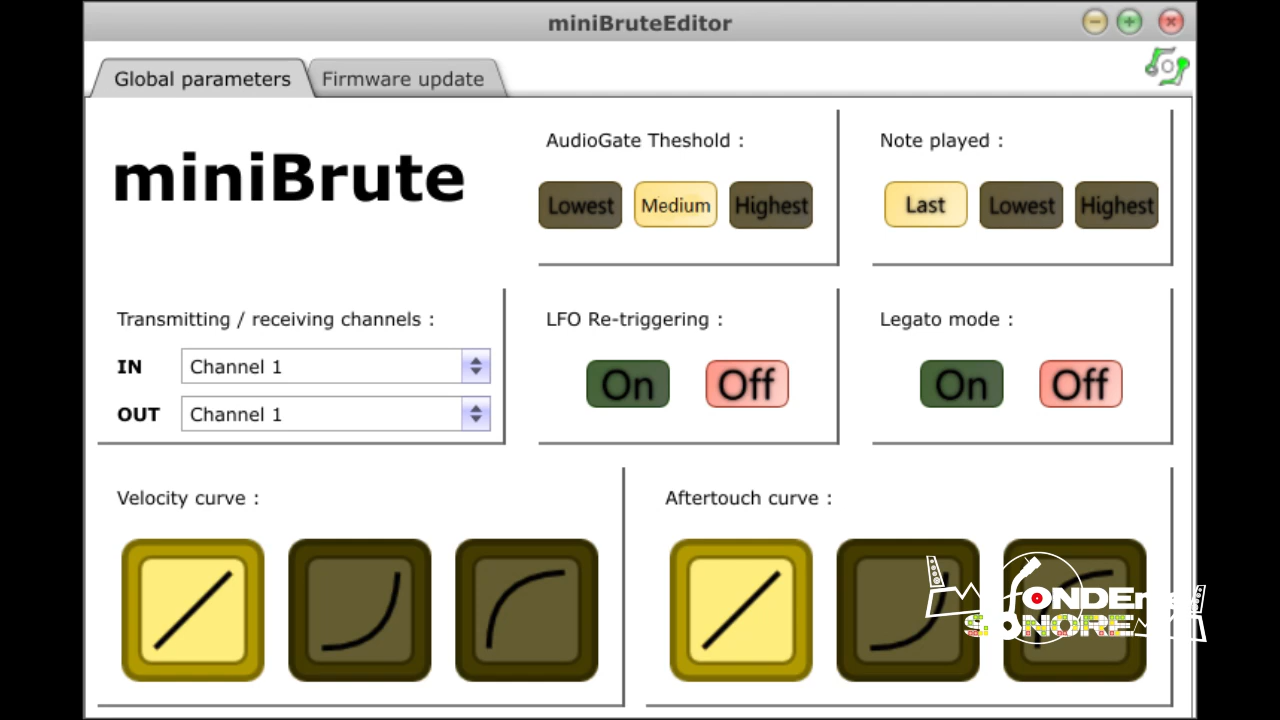 miniBruteEditor
Global parameters
Firmware update
miniBrute
AudioGate Theshold :
Lowest Medium Highest
Note played :
Last Lowest Highest
Transmitting / receiving channels :
IN Channel 1
OUT Channel 1
LFO Re-triggering :
On Off
Legato mode :
On Off
Velocity curve :
Aftertouch curve :
SONORE